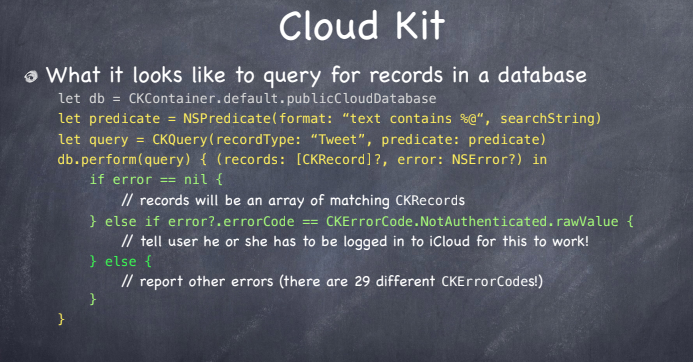 Cloud Kit
What it looks like to query for records in a database
let db = CKContainer.default.publicCloudDatabase
let predicate = NSPredicate(format: “text contains %@“, searchString)
let query = CKQuery(recordType: “Tweet”, predicate: predicate)
db.perform(query) { (records: [CKRecord]?, error: NSError?) in
if error == nil {
// records will be an array of matching CKRecords
} else if error?.errorCode == CKErrorCode.NotAuthenticated.rawValue {
// tell user he or she has to be logged in to iCloud for this to work!
} else {
// report other errors (there are 29 different CKErrorCodes!)
}
}